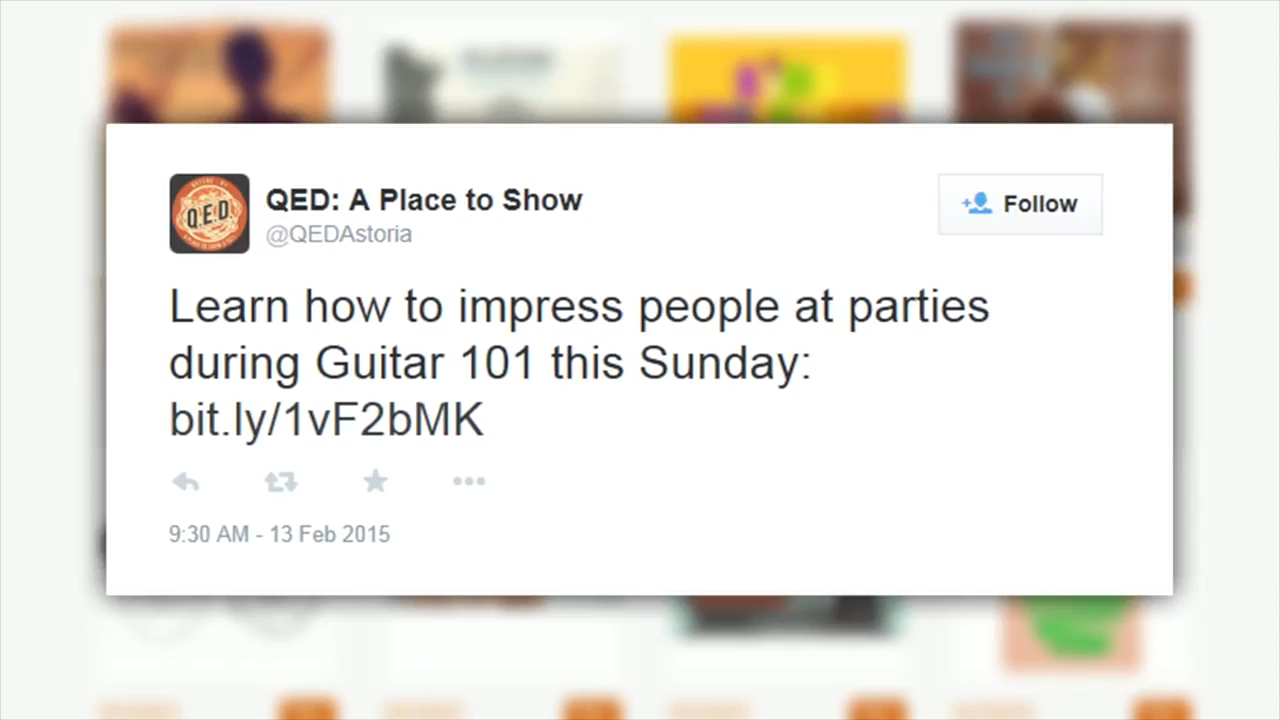 Q.E.D
QED: A Place to Show
@QEDAstoria
Follow
Learn how to impress people at parties
during Guitar 101 this Sunday:
bit.ly/1vF2bMK
9:30 AM - 13 Feb 2015